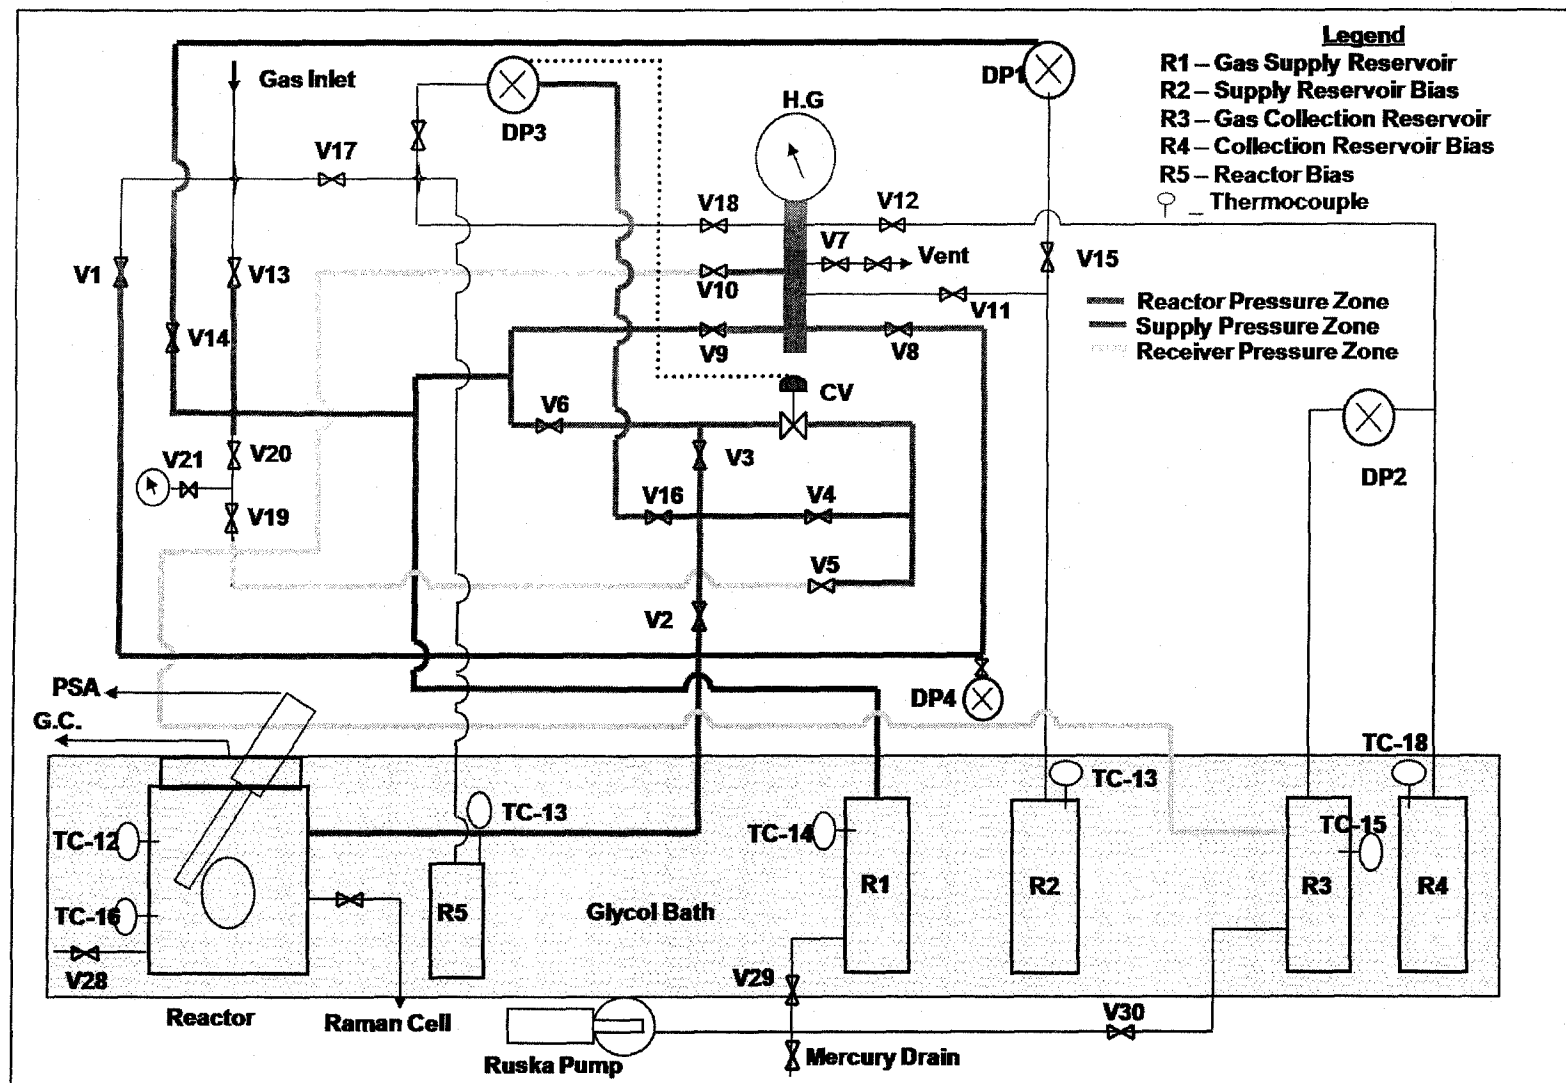 Legend
R1 – Gas Supply Reservoir
R2 – Supply Reservoir Bias
R3 – Gas Collection Reservoir
R4 – Collection Reservoir Bias
R5 – Reactor Bias
_ Thermocouple
Gas Inlet
DP3
DP1
H.G
V17
V18
V12
V1
V13
V10
V7
Vent
V15
V11
Reactor Pressure Zone
Supply Pressure Zone
Receiver Pressure Zone
V14
V9
V8
CV
V6
V3
V20
V21
V19
V16
V4
DP2
V5
V2
PSA
DP4
G.C.
TC-18
TC-13
TC-13
TC-12
TC-14
TC-15
R1
R2
R3
R4
R5
Glycol Bath
TC-16
V28
V29
V30
Reactor
Raman Cell
Ruska Pump
Mercury Drain